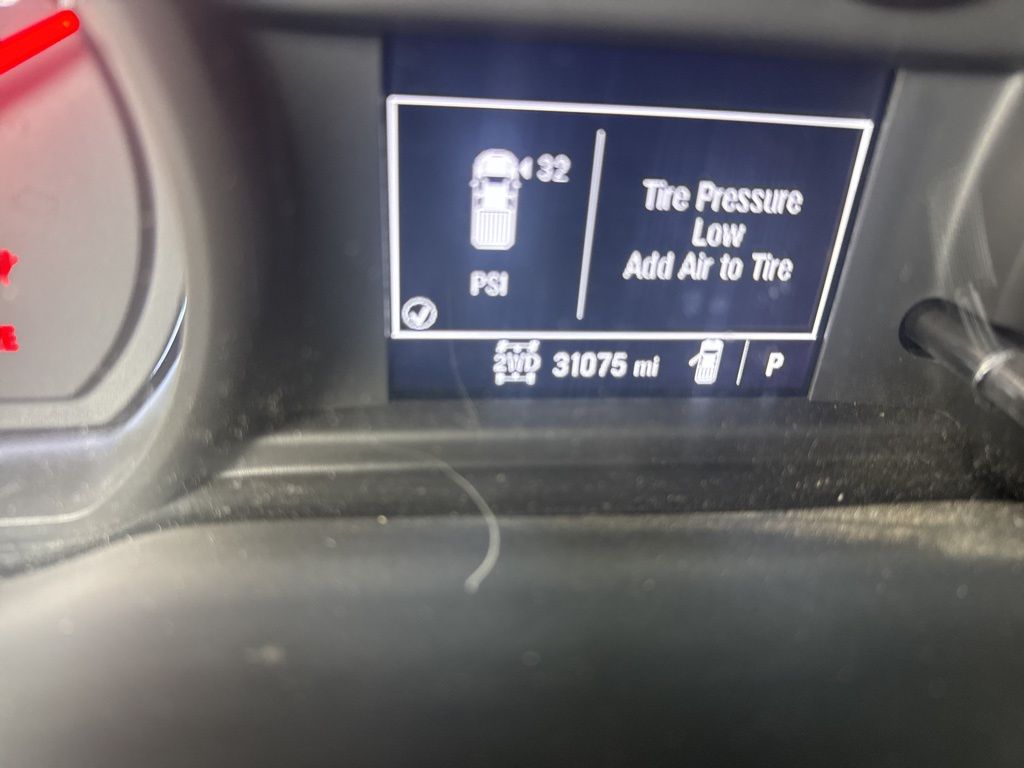 32
PSI
Tire Pressure
Low
Add Air to Tire
2WD 31075 mi P